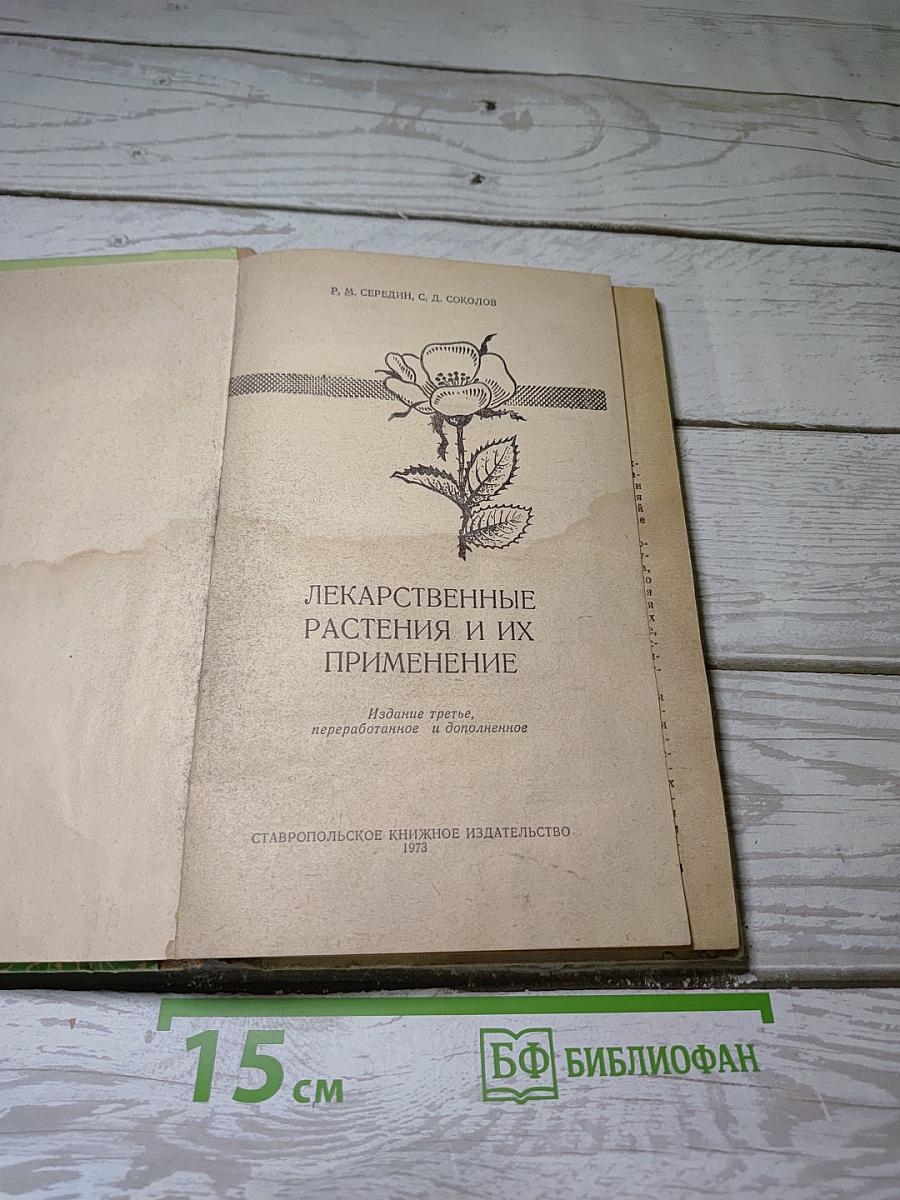 Р. М. СЕРЕДИН, С. Д. СОКОЛОВ
ЛЕКАРСТВЕННЫЕ
РАСТЕНИЯ И ИХ
ПРИМЕНЕНИЕ
Издание третье,
переработанное и дополненное
СТАВРОПОЛЬСКОЕ КНИЖНОЕ ИЗДАТЕЛЬСТВО
1973
15 см
БФ БИБЛИОФАН